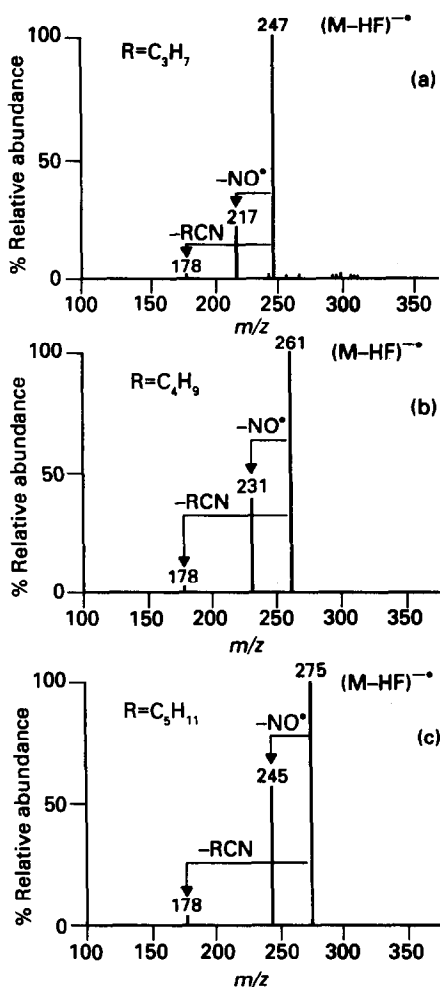 247 (M–HF)⁻•
R=C₃H₇
(a)
% Relative abundance
100
50
0
–NO•
217
–RCN
178
100 150 200 250 300 350
m/z
261 (M–HF)⁻•
R=C₄H₉
(b)
% Relative abundance
100
50
0
–NO•
231
–RCN
178
100 150 200 250 300 350
m/z
275 (M–HF)⁻•
R=C₅H₁₁
(c)
% Relative abundance
100
50
0
–NO•
245
–RCN
178
100 150 200 250 300 350
m/z